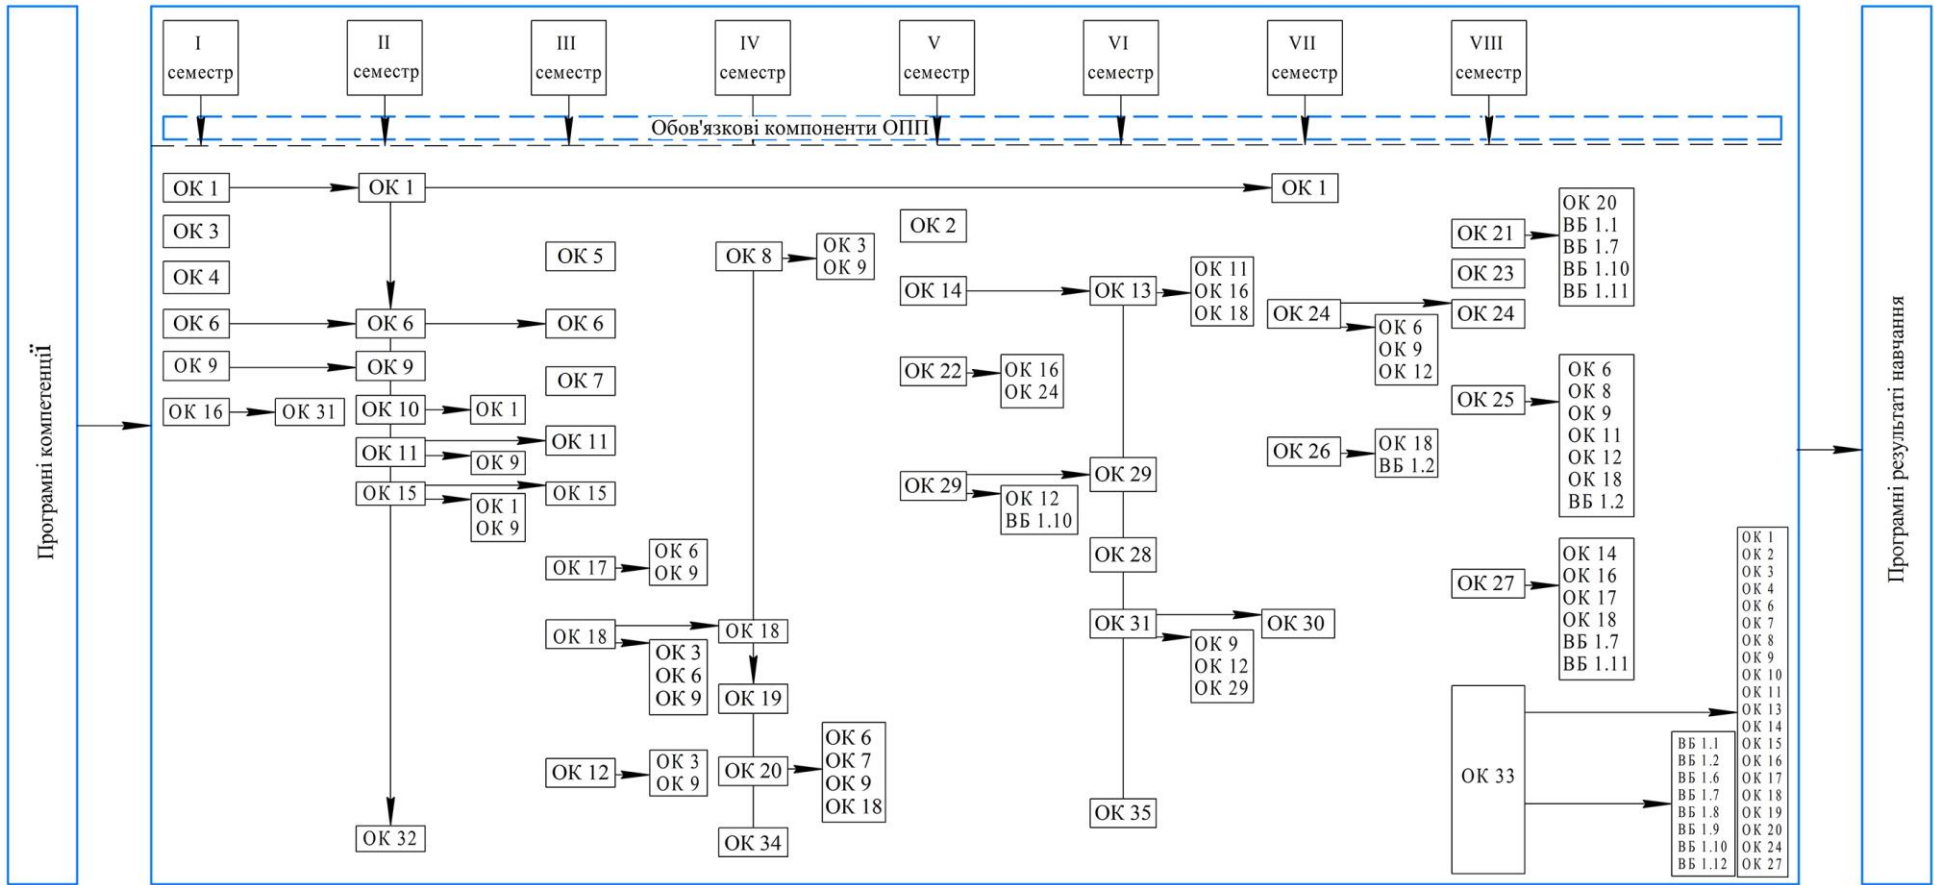 Програмні компетенції
I
семестр
II
семестр
III
семестр
IV
семестр
V
семестр
VI
семестр
VII
семестр
VIII
семестр
Обов'язкові компоненти ОПП
ОК 1
ОК 3
ОК 4
ОК 6
ОК 9
ОК 16
ОК 31
ОК 1
ОК 6
ОК 9
ОК 10
ОК 1
ОК 11
ОК 9
ОК 15
ОК 1
ОК 9
ОК 32
ОК 5
ОК 6
ОК 7
ОК 11
ОК 15
ОК 17
ОК 6
ОК 9
ОК 18
ОК 3
ОК 6
ОК 9
ОК 12
ОК 3
ОК 9
ОК 8
ОК 3
ОК 9
ОК 18
ОК 19
ОК 20
ОК 6
ОК 7
ОК 9
ОК 18
ОК 34
ОК 2
ОК 14
ОК 22
ОК 16
ОК 24
ОК 29
ОК 12
ВБ 1.10
ОК 13
ОК 11
ОК 16
ОК 18
ОК 29
ОК 28
ОК 31
ОК 9
ОК 12
ОК 29
ОК 35
ОК 1
ОК 24
ОК 6
ОК 9
ОК 12
ОК 26
ОК 18
ВБ 1.2
ОК 30
ОК 21
ОК 20
ВБ 1.1
ВБ 1.7
ВБ 1.10
ВБ 1.11
ОК 23
ОК 24
ОК 25
ОК 6
ОК 8
ОК 9
ОК 11
ОК 12
ОК 18
ВБ 1.2
ОК 27
ОК 14
ОК 16
ОК 17
ОК 18
ВБ 1.7
ВБ 1.11
ОК 33
ВБ 1.1
ВБ 1.2
ВБ 1.6
ВБ 1.7
ВБ 1.8
ВБ 1.9
ВБ 1.10
ВБ 1.12
ОК 1
ОК 2
ОК 3
ОК 4
ОК 6
ОК 7
ОК 8
ОК 9
ОК 10
ОК 11
ОК 13
ОК 14
ОК 15
ОК 16
ОК 17
ОК 18
ОК 19
ОК 20
ОК 24
ОК 27
Програмні результаті навчання